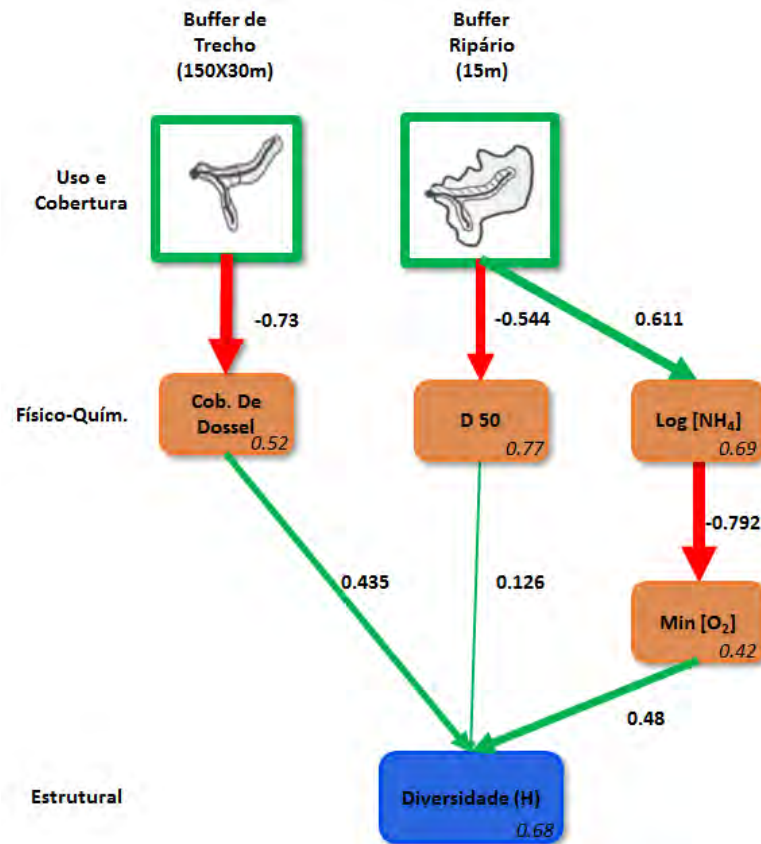 Buffer de
Trecho
(150X30m)
Buffer
Ripário
(15m)
Uso e
Cobertura
-0.73
-0.544
0.611
Físico-Quím.
Cob. De
Dossel
0.52
D 50
0.77
Log [NH₄]
0.69
-0.792
0.435
0.126
Min [O₂]
0.42
0.48
Estrutural
Diversidade (H)
0.68